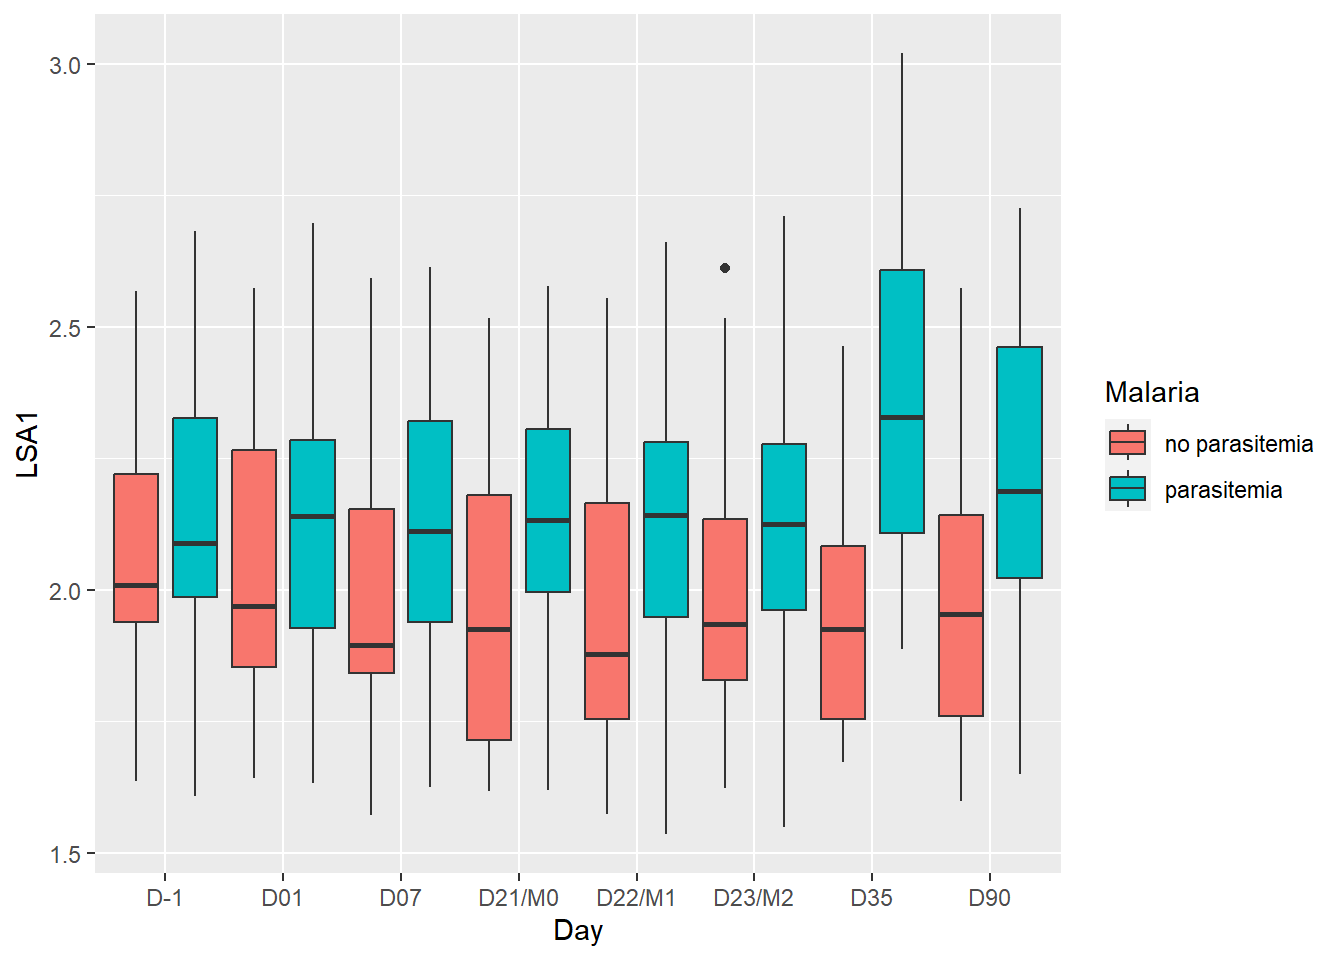 3.0
2.5
2.0
1.5
LSA1
D-1 D01 D07 D21/M0 D22/M1 D23/M2 D35 D90
Day
Malaria
no parasitemia
parasitemia